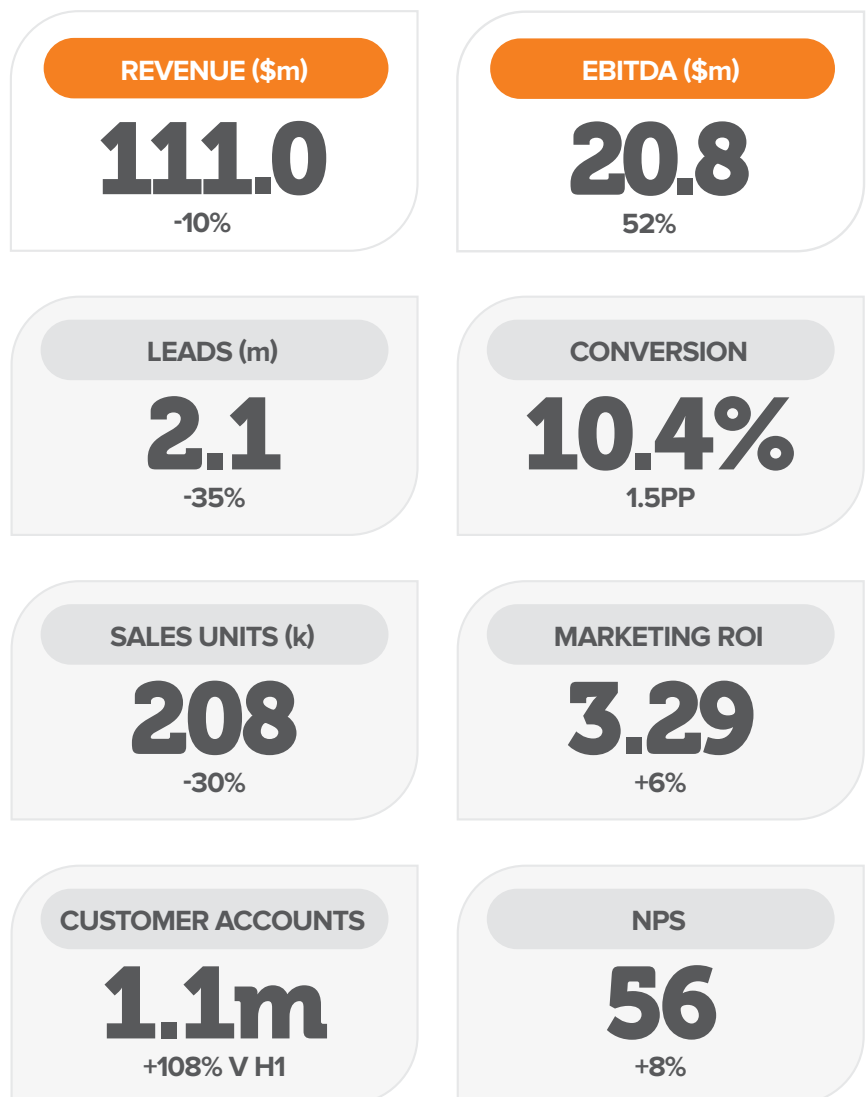 REVENUE ($m)
111.0
-10%
EBITDA ($m)
20.8
52%
LEADS (m)
2.1
-35%
CONVERSION
10.4%
1.5PP
SALES UNITS (k)
208
-30%
MARKETING ROI
3.29
+6%
CUSTOMER ACCOUNTS
1.1m
+108% V H1
NPS
56
+8%